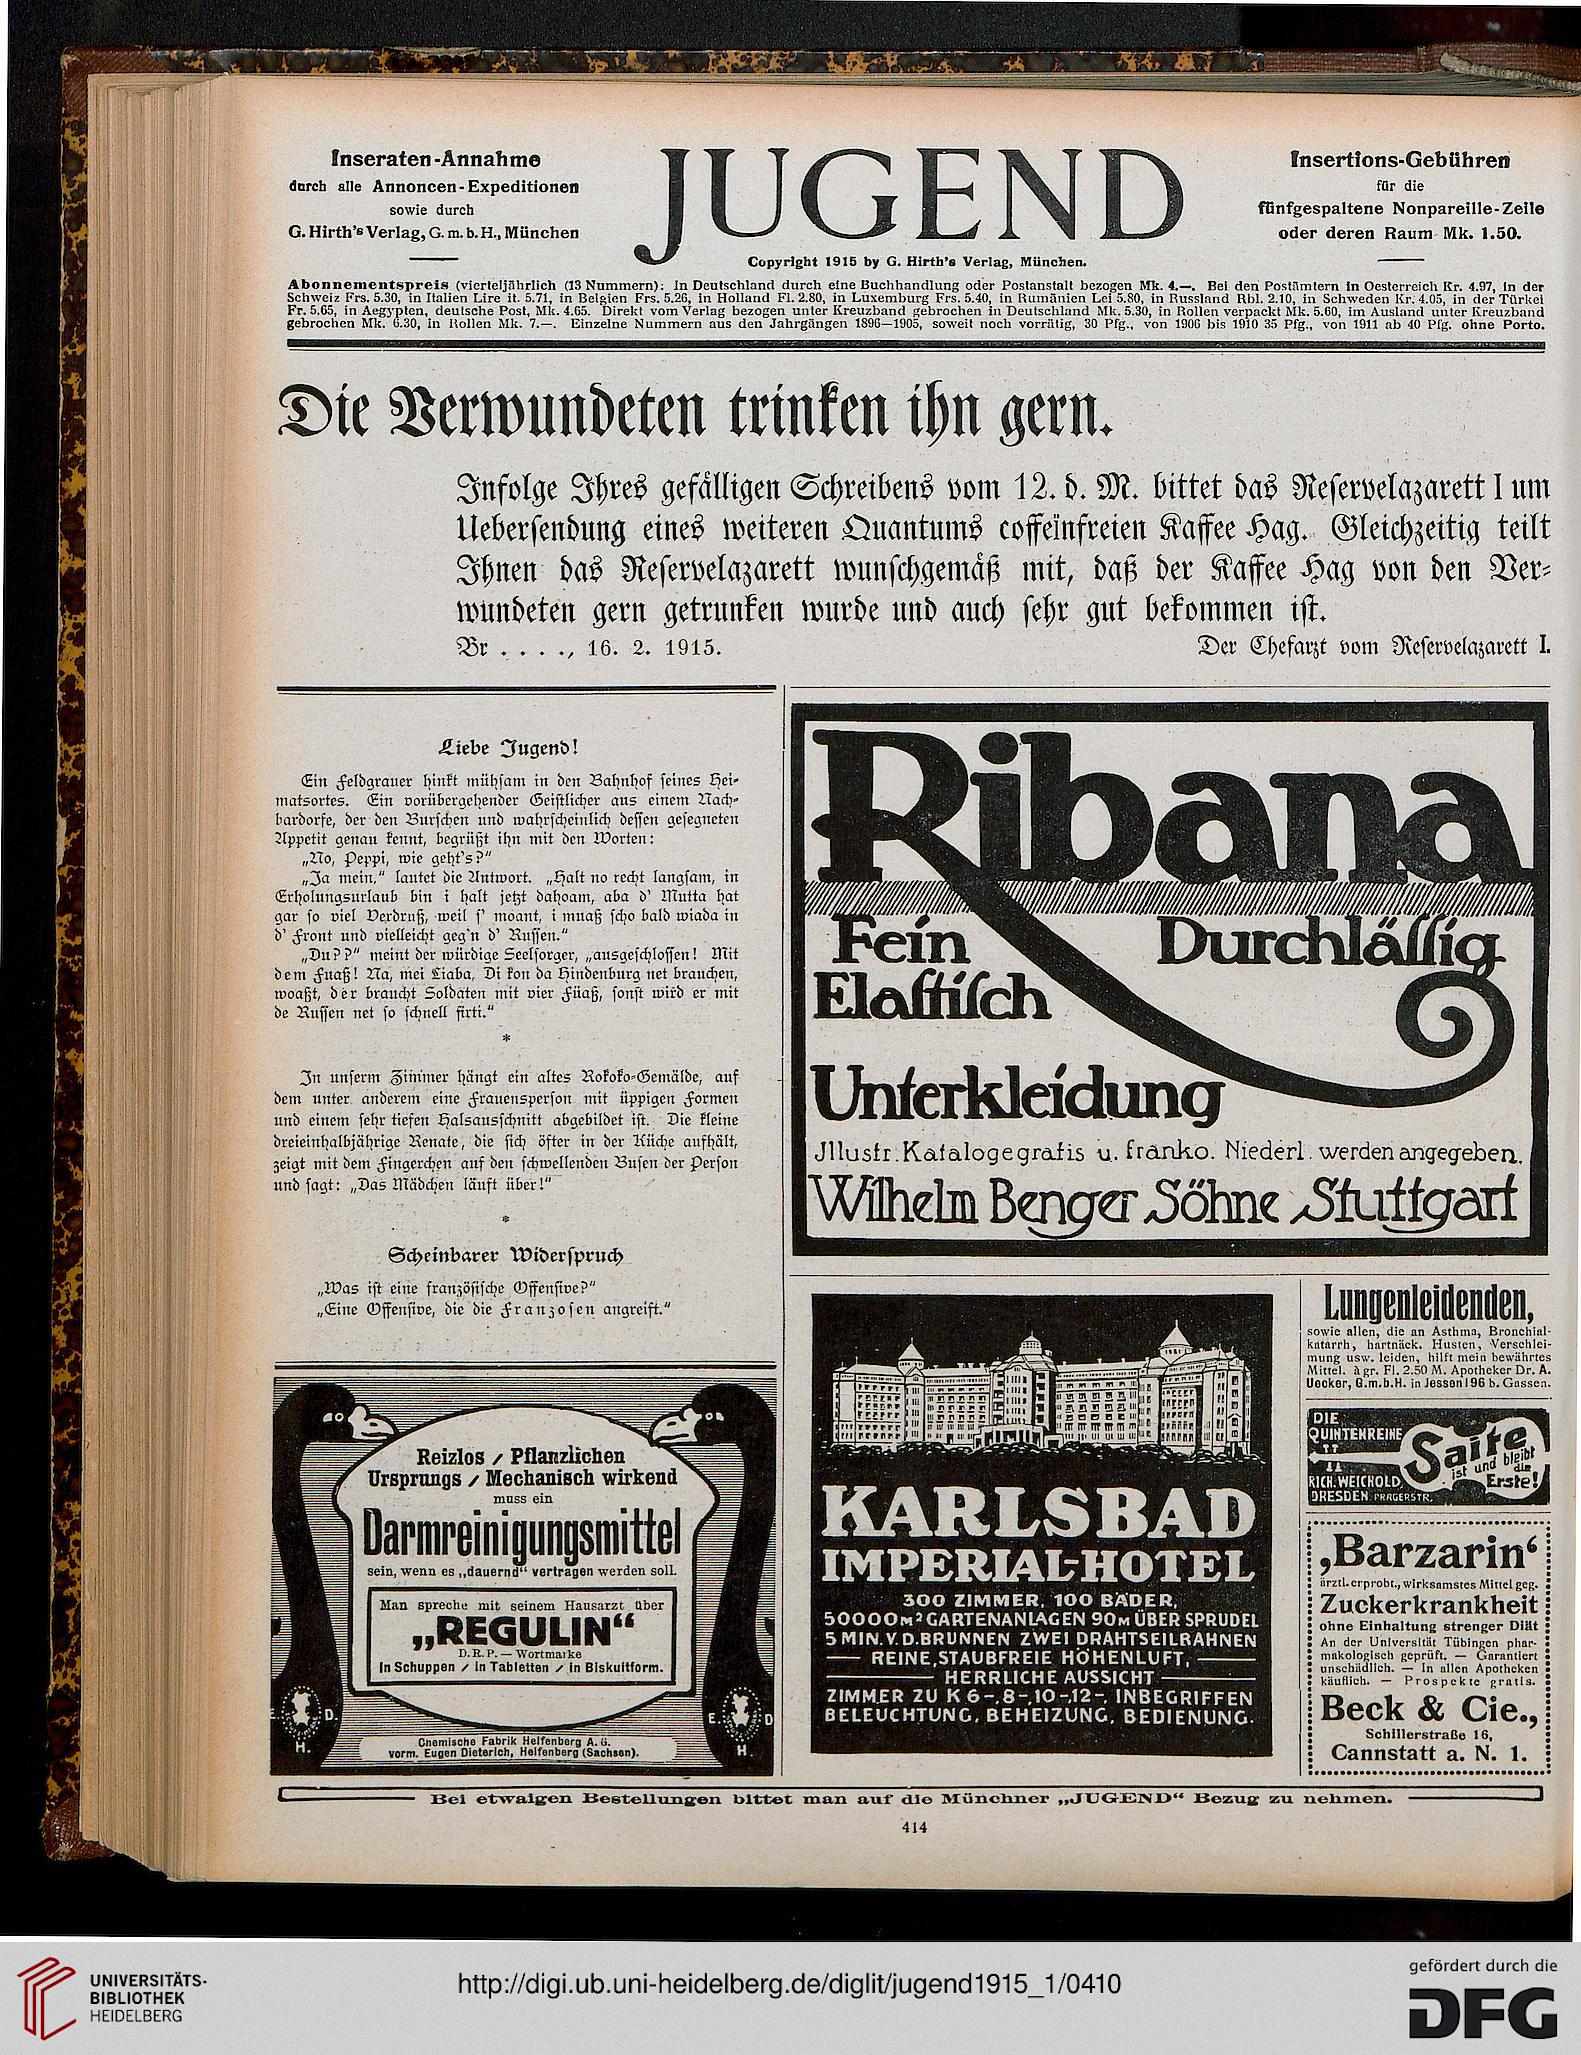 Inseraten-Annahme
durch alle Annoncen-Expeditionen
sowie durch
G. Hirth's Verlag, G. m. b. H., München
JUGEND
Copyright 1915 by G. Hirth's Verlag, München.
Insertions-Gebühren
für die
fünfgespaltene Nonpareille-Zeile
oder deren Raum Mk. 1.50.
Abonnementspreis (vierteljährlich (13 Nummern): In Deutschland durch eine Buchhandlung oder Postanstalt bezogen Mk. 4.—. Bei den Postämtern in Oesterreich Kr. 4.97, in der
Schweiz Frs. 5.30, in Italien Lire it. 5.71, in Belgien Frs. 5.26, in Holland Fl. 2.80, in Luxemburg Frs. 5.40, in Rumänien Lei 5.80, in Russland Rbl. 2.10, in Schweden Kr. 4.05, in der Türkei
Fr. 5.65, in Aegypten, deutsche Post, Mk. 4.65. Direkt vom Verlag bezogen unter Kreuzband gebrochen in Deutschland Mk. 5.30, in Rollen verpackt Mk. 5.60, im Ausland unter Kreuzband
gebrochen Mk. 6.30, in Rollen Mk. 7.—. Einzelne Nummern aus den Jahrgängen 1896—1905, soweit noch vorrätig, 30 Pfg., von 1906 bis 1910 35 Pfg., von 1911 ab 40 Pfg. ohne Porto.
Die Verwundeten trinken ihn gern.
Infolge Ihres gefälligen Schreibens vom 12. d. M. bittet das Reservelazarett I um
Uebersendung eines weiteren Quantums coffeinfreien Kaffee Hag. Gleichzeitig teilt
Ihnen das Reservelazarett wunschgemäß mit, daß der Kaffee Hag von den Ver-
wundeten gern getrunken wurde und auch sehr gut bekommen ist.
Br . . . ., 16. 2. 1915.
Der Chefarzt vom Reservelazarett I.
Liebe Jugend!
Ein Feldgrauer hinkt mühsam in den Bahnhof seines Hei-
matsortes. Ein vorübergehender Geistlicher aus einem Nach-
bardorfe, der den Burschen und wahrscheinlich dessen gesegneten
Appetit genau kennt, begrüßt ihn mit den Worten:
„No, Peppi, wie geht's?"
„Ja mein," lautet die Antwort. „Halt no recht langsam, in
Erholungsurlaub bin i halt jetzt dahoam, aba d' Mutta hat
gar so viel Verdruß, weil s' moant, i muaß scho bald wiada in
d' Front und vielleicht geg'n d' Russen."
„Du??" meint der würdige Seelsorger, „ausgeschlossen! Mit
dem Fuaß! Na, mei Liaba, Di kon da Hindenburg net brauchen,
woaßt, der braucht Soldaten mit vier Füaß, sonst wird er mit
de Russen net so schnell firti."
*
In unserm Zimmer hängt ein altes Rokoko-Gemälde, auf
dem unter anderem eine Frauensperson mit üppigen Formen
und einem sehr tiefen Halsausschnitt abgebildet ist. Die kleine
dreieinhalbjährige Renate, die sich öfter in der Küche aufhält,
zeigt mit dem Fingerchen auf den schwellenden Busen der Person
und sagt: „Das Mädchen läuft über!"
*
Scheinbarer Widerspruch
„Was ist eine französische Offensive?"
„Eine Offensive, die die Franzosen angreift."
Reizlos / Pflanzlichen
Ursprungs / Mechanisch wirkend
muss ein
Darmreinigungsmittel
sein, wenn es „dauernd" vertragen werden soll.
Man spreche mit seinem Hausarzt über
„REGULIN"
D. R. P. — Wortmarke
In Schuppen / in Tabletten / in Biskuitform.
E. D.
H.
E. D
H
Chemische Fabrik Helfenberg A. G.
vorm. Eugen Dieterich, Helfenberg (Sachsen).
Ribana
Fein Durchlässig
Elastisch
Unterkleidung
Jllustr. Kataloge gratis u. franko. Niederl. werden angegeben.
Wilhelm Benger Söhne Stuttgart
KARLSBAD
IMPERIAL-HOTEL
300 ZIMMER, 100 BÄDER,
50000 M² GARTENANLAGEN 90 M ÜBER SPRUDEL
5 MIN. V. D. BRUNNEN ZWEI DRAHTSEILBAHNEN
REINE, STAUBFREIE HÖHENLUFT,
HERRLICHE AUSSICHT
ZIMMER ZU K 6-, 8-, 10-, 12-, INBEGRIFFEN
BELEUCHTUNG, BEHEIZUNG, BEDIENUNG.
Lungenleidenden,
sowie allen, die an Asthma, Bronchial-
katarrh, hartnäck. Husten, Verschlei-
mung usw. leiden, hilft mein bewährtes
Mittel. à gr. Fl. 2.50 M. Apotheker Dr. A.
Uecker, G.m.b.H. in Jessen 196 b. Gassen.
DIE
QUINTENREINE
Saite
ist und bleibt
die
Erste!
RICH. WEICHOLD
DRESDEN PRAGERSTR.
‚Barzarin'
ärztl. erprobt., wirksamstes Mittel geg.
Zuckerkrankheit
ohne Einhaltung strenger Diät
An der Universität Tübingen phar-
makologisch geprüft. — Garantiert
unschädlich. — In allen Apotheken
käuflich. — Prospekte gratis.
Beck & Cie.,
Schillerstraße 16,
Cannstatt a. N. 1.
Bei etwaigen Bestellungen bittet man auf die Münchner „JUGEND" Bezug zu nehmen.
414
UNIVERSITÄTS-
BIBLIOTHEK
HEIDELBERG
http://digi.ub.uni-heidelberg.de/diglit/jugend1915_1/0410
gefördert durch die
DFG